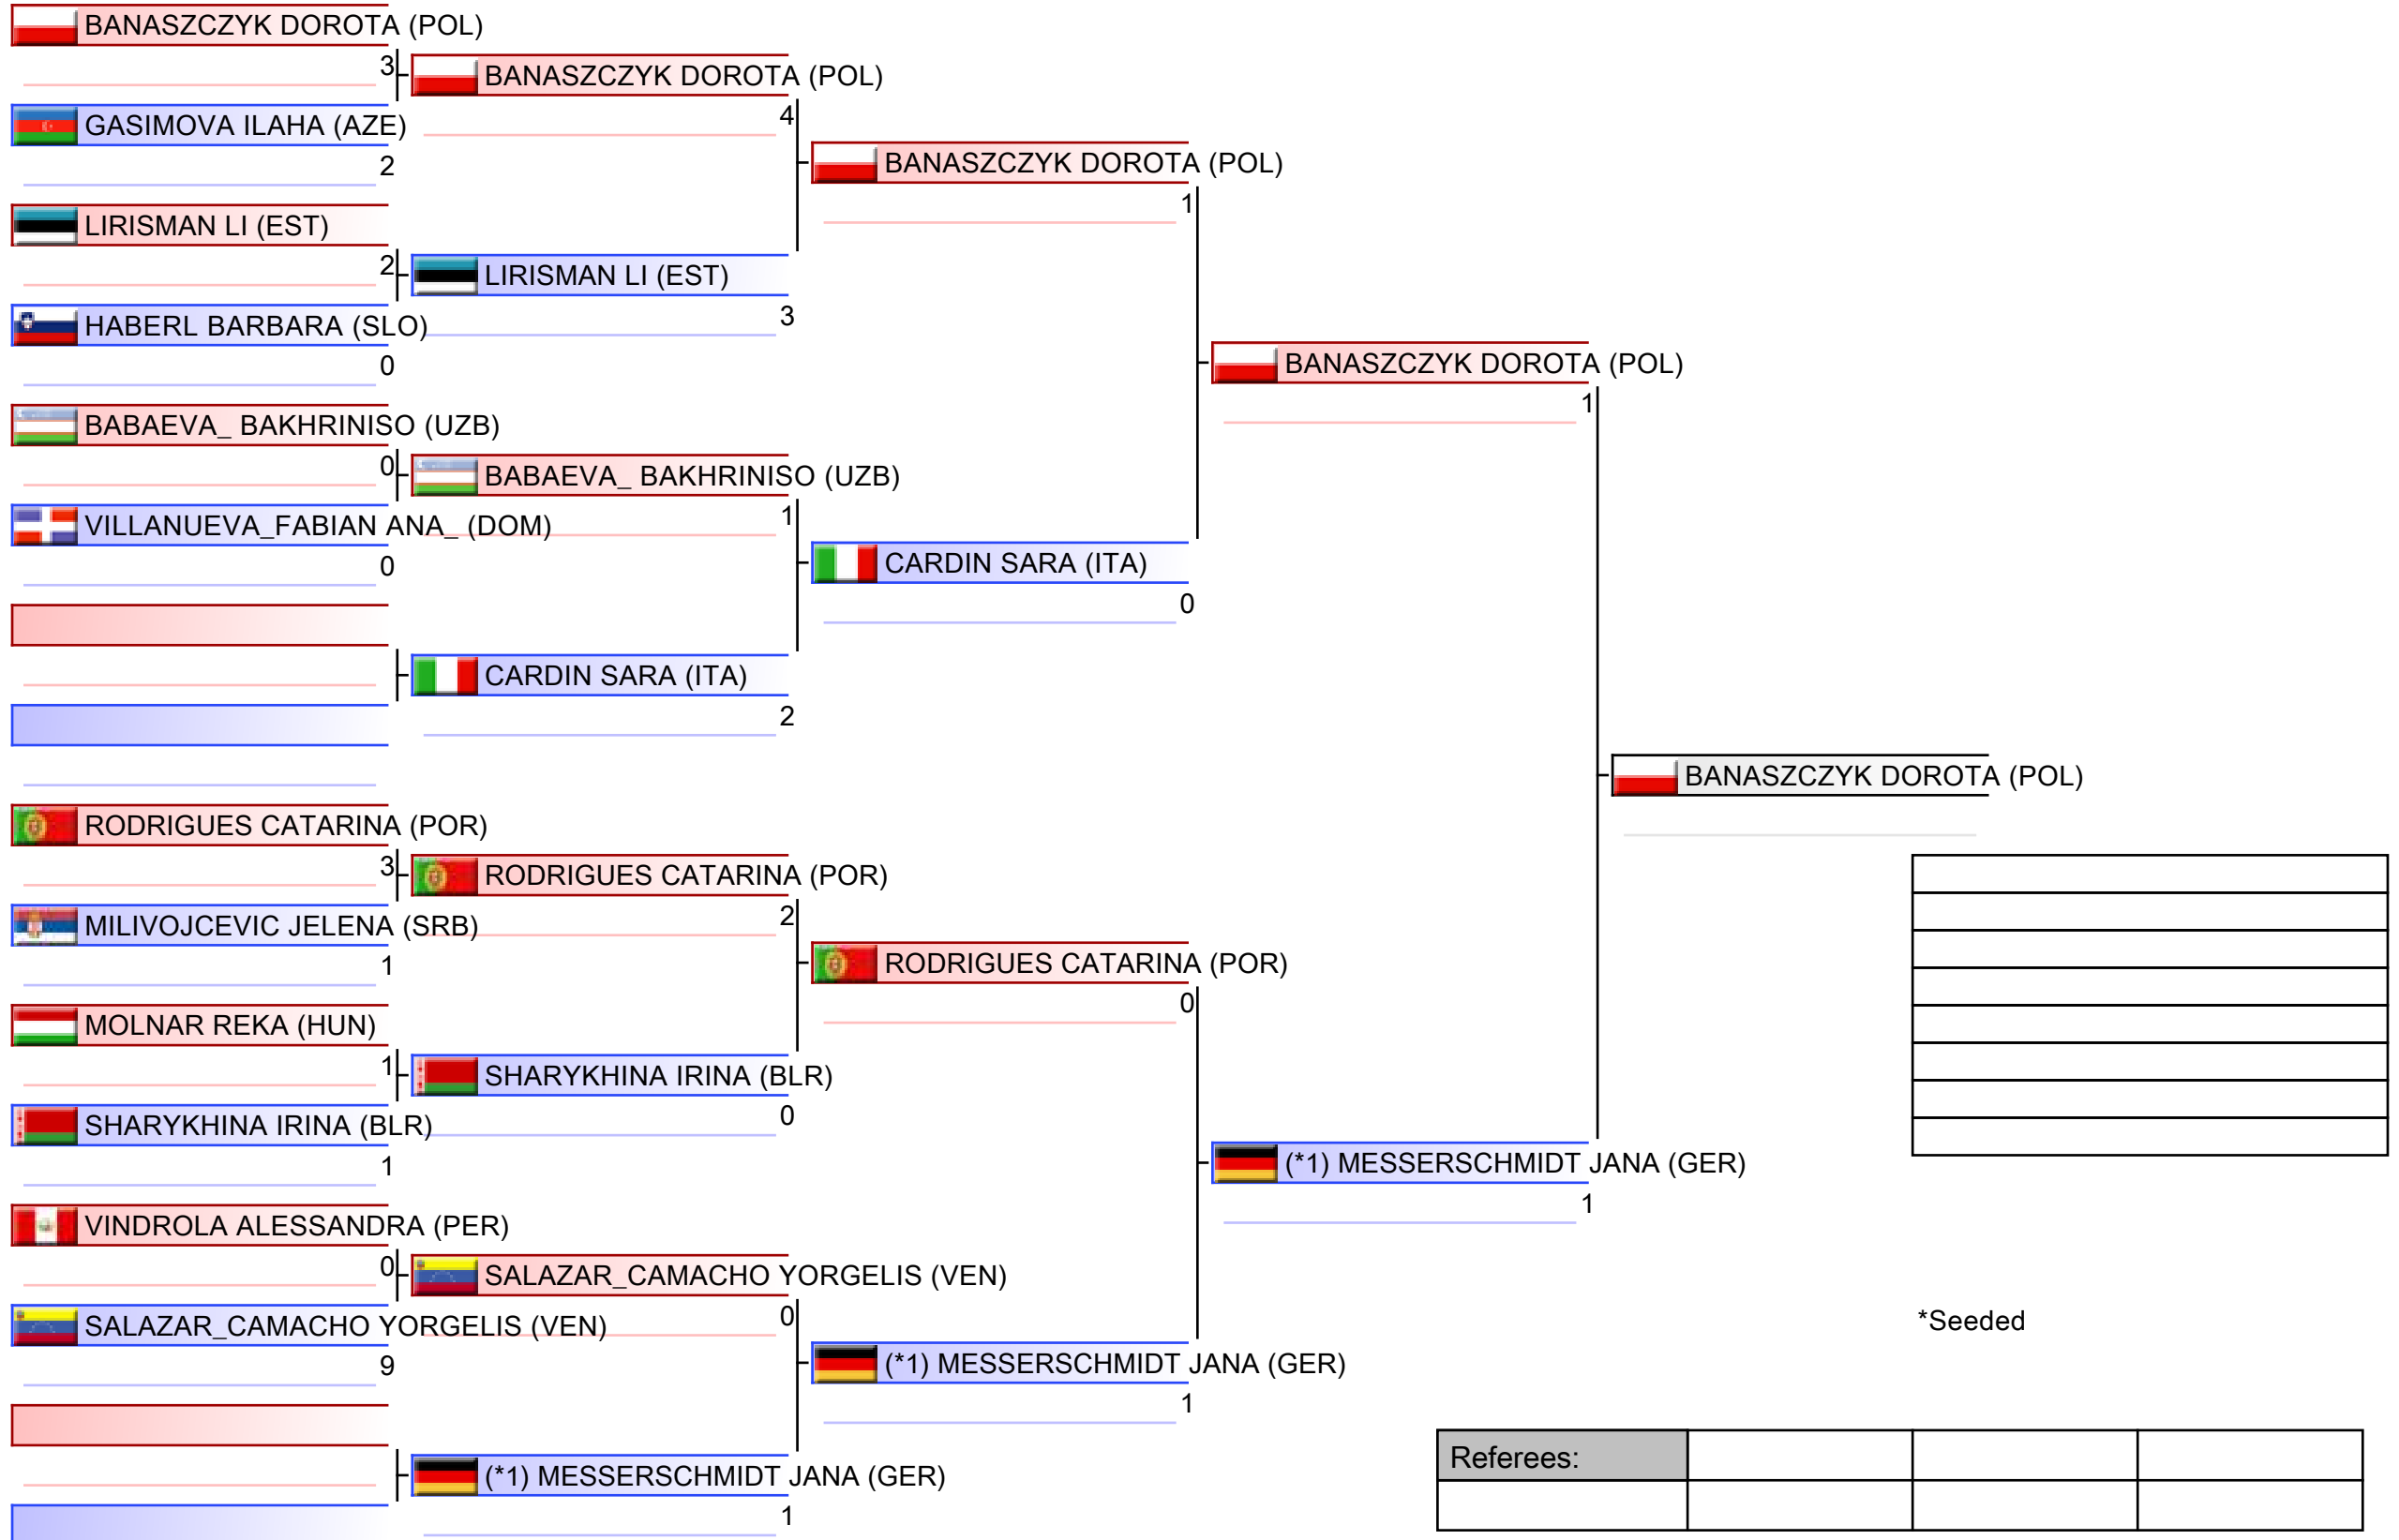 BANASZCZYK DOROTA (POL)
3
GASIMOVA ILAHA (AZE)
2
LIRISMAN LI (EST)
2
HABERL BARBARA (SLO)
0
BABAEVA_ BAKHRINISO (UZB)
0
VILLANUEVA_FABIAN ANA_ (DOM)
0
RODRIGUES CATARINA (POR)
3
MILIVOJCEVIC JELENA (SRB)
1
MOLNAR REKA (HUN)
1
SHARYKHINA IRINA (BLR)
1
VINDROLA ALESSANDRA (PER)
0
SALAZAR_CAMACHO YORGELIS (VEN)
9
BANASZCZYK DOROTA (POL)
4
LIRISMAN LI (EST)
3
BABAEVA_ BAKHRINISO (UZB)
1
CARDIN SARA (ITA)
2
RODRIGUES CATARINA (POR)
2
SHARYKHINA IRINA (BLR)
0
SALAZAR_CAMACHO YORGELIS (VEN)
0
(*1) MESSERSCHMIDT JANA (GER)
1
BANASZCZYK DOROTA (POL)
1
CARDIN SARA (ITA)
0
RODRIGUES CATARINA (POR)
0
(*1) MESSERSCHMIDT JANA (GER)
1
BANASZCZYK DOROTA (POL)
1
(*1) MESSERSCHMIDT JANA (GER)
1
BANASZCZYK DOROTA (POL)
*Seeded
Referees: